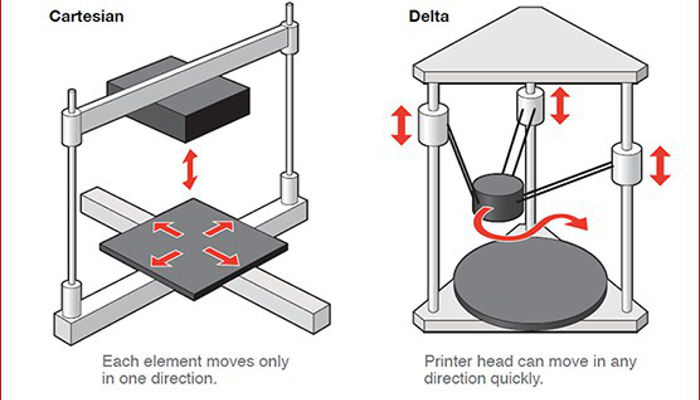 Cartesian
Delta
Each element moves only
in one direction.
Printer head can move in any
direction quickly.